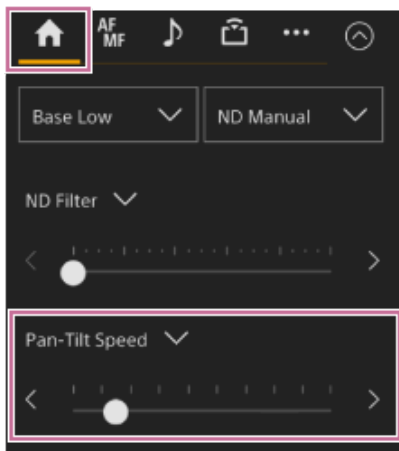 AF
MF
Base Low
ND Manual
ND Filter
Pan-Tilt Speed